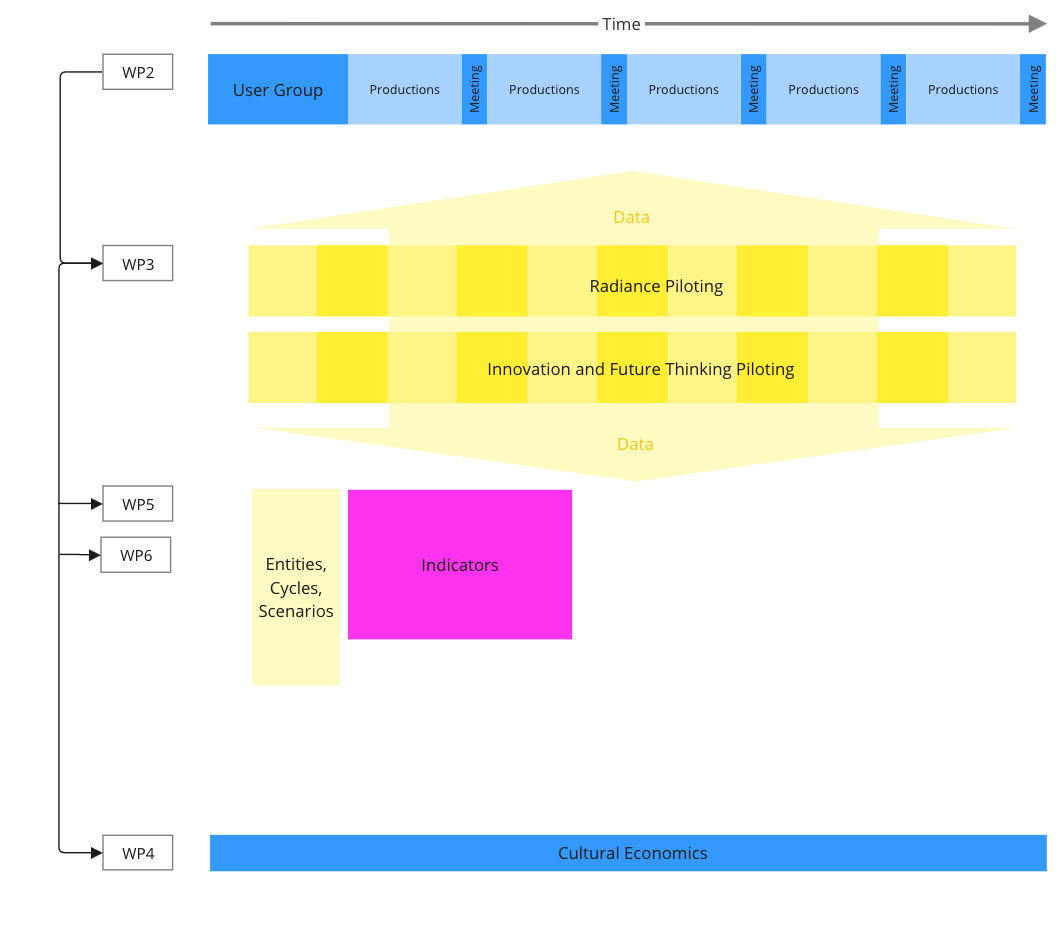 Time
WP2
User Group
Productions
Meeting
Productions
Meeting
Productions
Meeting
Productions
Meeting
Productions
Meeting
Data
WP3
Radiance Piloting
Innovation and Future Thinking Piloting
Data
WP5
WP6
Entities,
Cycles,
Scenarios
Indicators
WP4
Cultural Economics